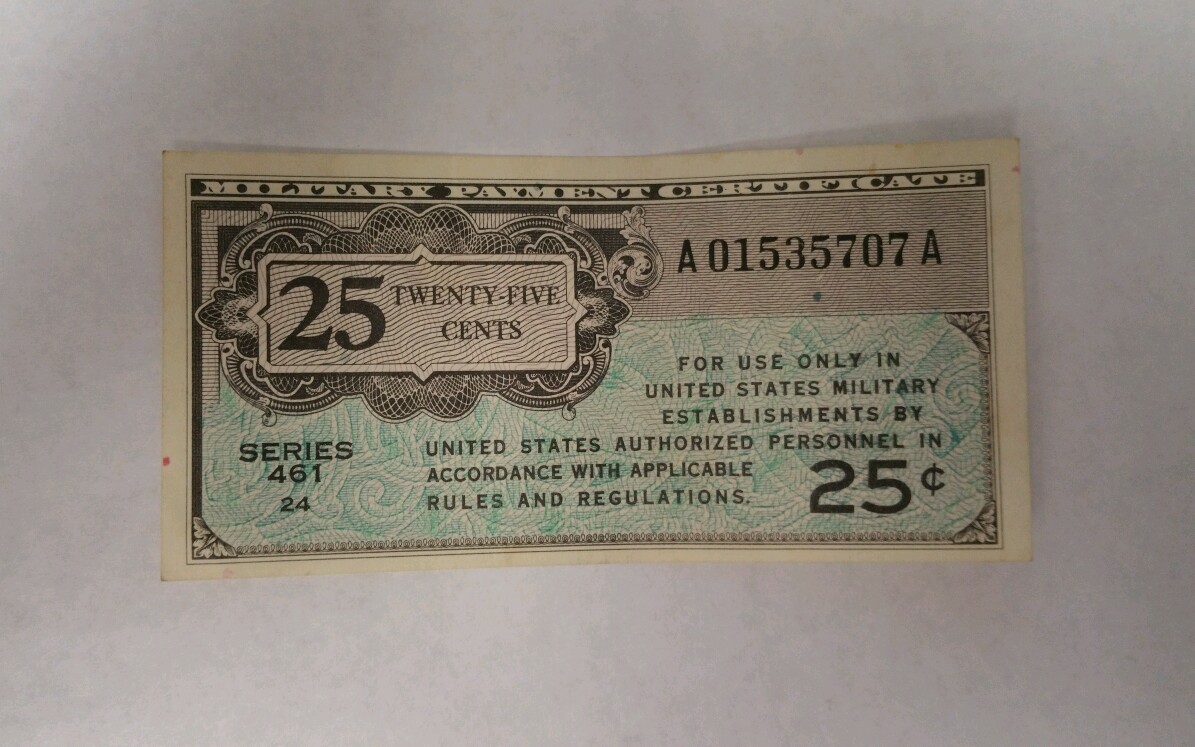 MILITARY PAYMENT CERTIFICATE
A01535707A
25 TWENTY-FIVE
CENTS
FOR USE ONLY IN
UNITED STATES MILITARY
ESTABLISHMENTS BY
UNITED STATES AUTHORIZED PERSONNEL IN
ACCORDANCE WITH APPLICABLE
RULES AND REGULATIONS.
SERIES
461
24
25¢